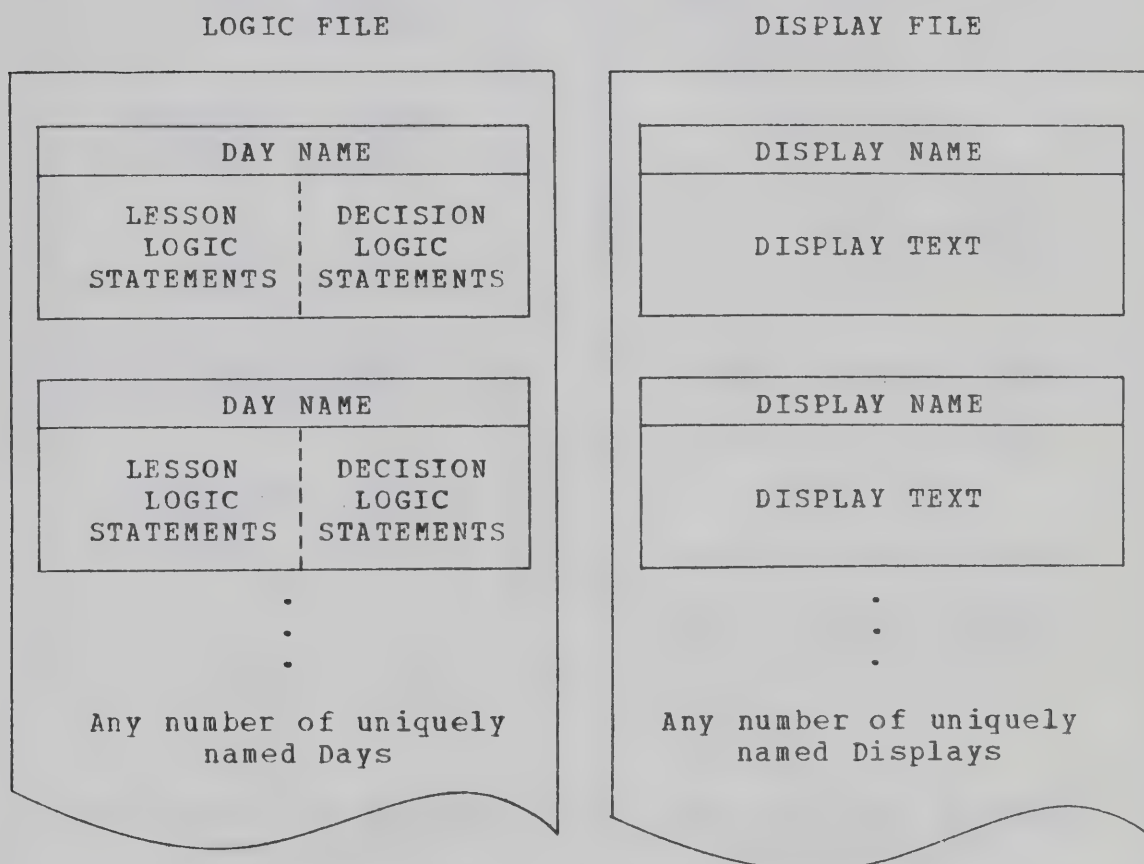 LOGIC FILE
DAY NAME
LESSON
LOGIC
STATEMENTS
DECISION
LOGIC
STATEMENTS
DAY NAME
LESSON
LOGIC
STATEMENTS
DECISION
LOGIC
STATEMENTS
Any number of uniquely
named Days
DISPLAY FILE
DISPLAY NAME
DISPLAY TEXT
DISPLAY NAME
DISPLAY TEXT
Any number of uniquely
named Displays